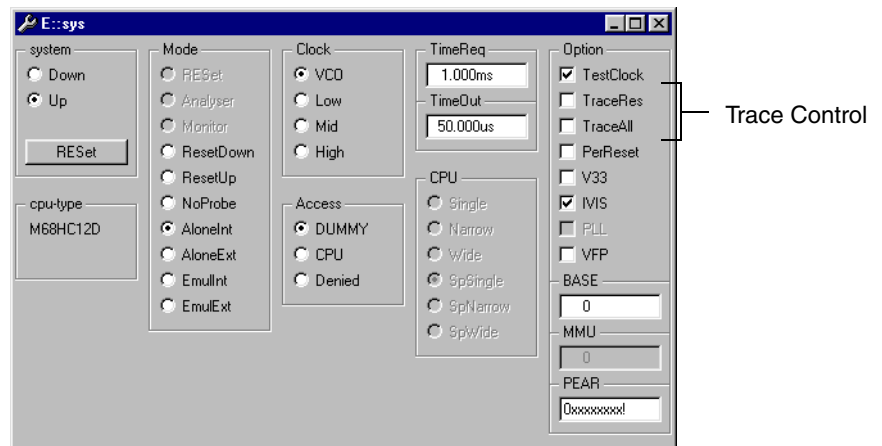 E::sys
system
Down
Up
RESet
cpu-type
M68HC12D
Mode
RESet
Analyser
Monitor
ResetDown
ResetUp
NoProbe
AloneInt
AloneExt
EmulInt
EmulExt
Clock
VCO
Low
Mid
High
Access
DUMMY
CPU
Denied
TimeReq
1.000ms
TimeOut
50.000us
CPU
Single
Narrow
Wide
SpSingle
SpNarrow
SpWide
Option
TestClock
TraceRes
TraceAll
PerReset
V33
IVIS
PLL
VFP
BASE
0
MMU
0
PEAR
0xxxxxxx!
Trace Control